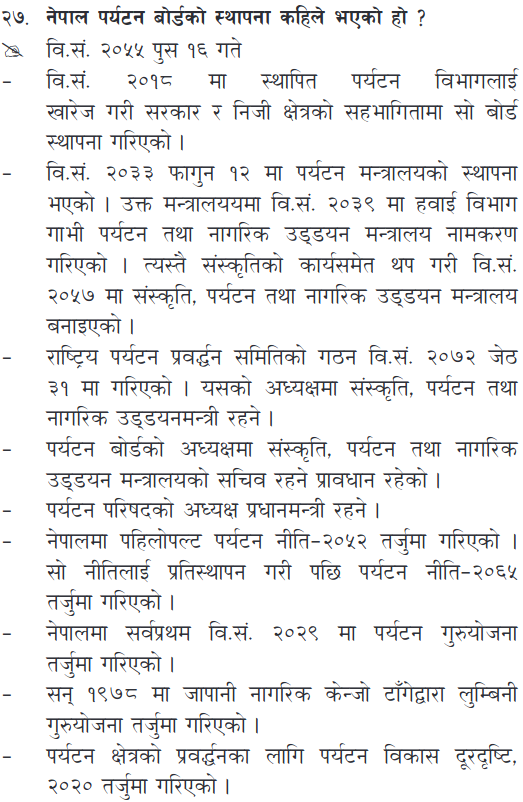 २७. नेपाल पर्यटन बोर्डको स्थापना कहिले भएको हो ?
वि.सं. २०५५ पुस १६ गते
– वि.सं. २०१८ मा स्थापित पर्यटन विभागलाई
खारेज गरी सरकार र निजी क्षेत्रको सहभागितामा सो बोर्ड
स्थापना गरिएको ।
– वि.सं. २०३३ फागुन १२ मा पर्यटन मन्त्रालयको स्थापना
भएको । उक्त मन्त्रालययमा वि.सं. २०३९ मा हवाई विभाग
गाभी पर्यटन तथा नागरिक उड्डयन मन्त्रालय नामकरण
गरिएको । त्यस्तै संस्कृतिको कार्यसमेत थप गरी वि.सं.
२०५७ मा संस्कृति, पर्यटन तथा नागरिक उड्डयन मन्त्रालय
बनाइएको ।
– राष्ट्रिय पर्यटन प्रवर्द्धन समितिको गठन वि.सं. २०७२ जेठ
३१ मा गरिएको । यसको अध्यक्षमा संस्कृति, पर्यटन तथा
नागरिक उड्डयनमन्त्री रहने ।
– पर्यटन बोर्डको अध्यक्षमा संस्कृति, पर्यटन तथा नागरिक
उड्डयन मन्त्रालयको सचिव रहने प्रावधान रहेको ।
– पर्यटन परिषदको अध्यक्ष प्रधानमन्त्री रहने ।
– नेपालमा पहिलोपल्ट पर्यटन नीति–२०५२ तर्जुमा गरिएको ।
सो नीतिलाई प्रतिस्थापन गरी पछि पर्यटन नीति–२०६५
तर्जुमा गरिएको ।
– नेपालमा सर्वप्रथम वि.सं. २०२९ मा पर्यटन गुरुयोजना
तर्जुमा गरिएको ।
– सन् १९७८ मा जापानी नागरिक केन्जो टाँगेद्वारा लुम्बिनी
गुरुयोजना तर्जुमा गरिएको ।
– पर्यटन क्षेत्रको प्रवर्द्धनका लागि पर्यटन विकास दूरदृष्टि,
२०२० तर्जुमा गरिएको ।